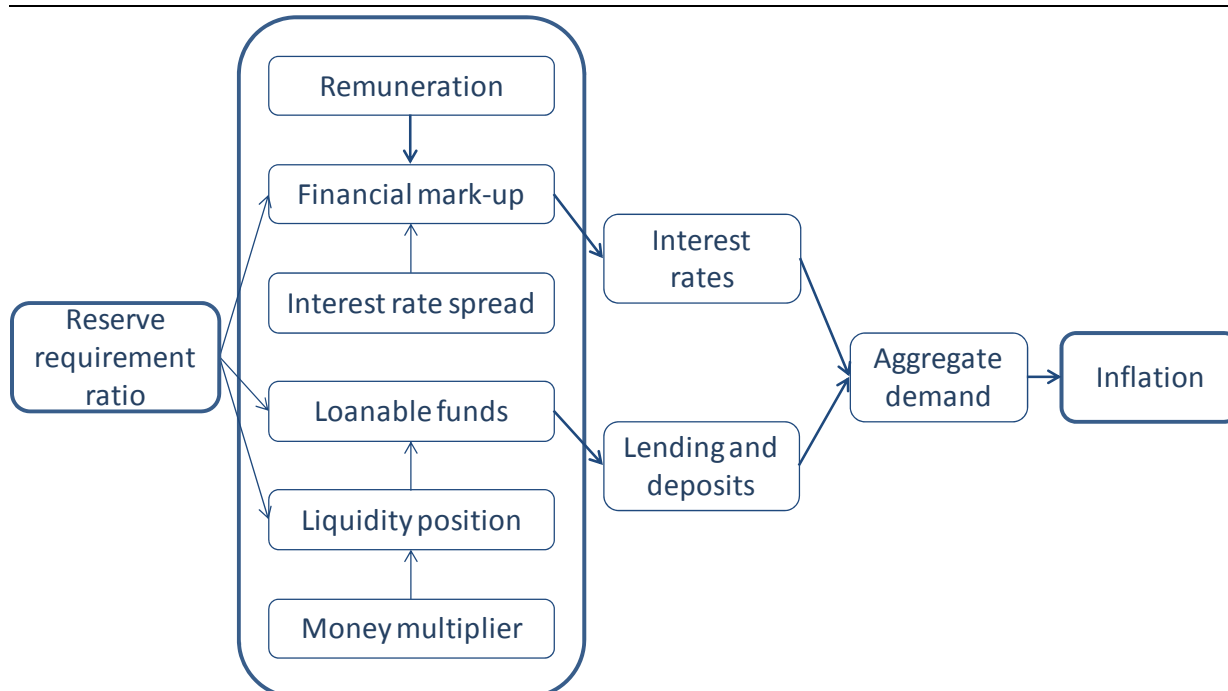 Remuneration
Financial mark-up
Interest rate spread
Reserve
requirement
ratio
Loanable funds
Liquidity position
Money multiplier
Interest
rates
Lending and
deposits
Aggregate
demand
Inflation